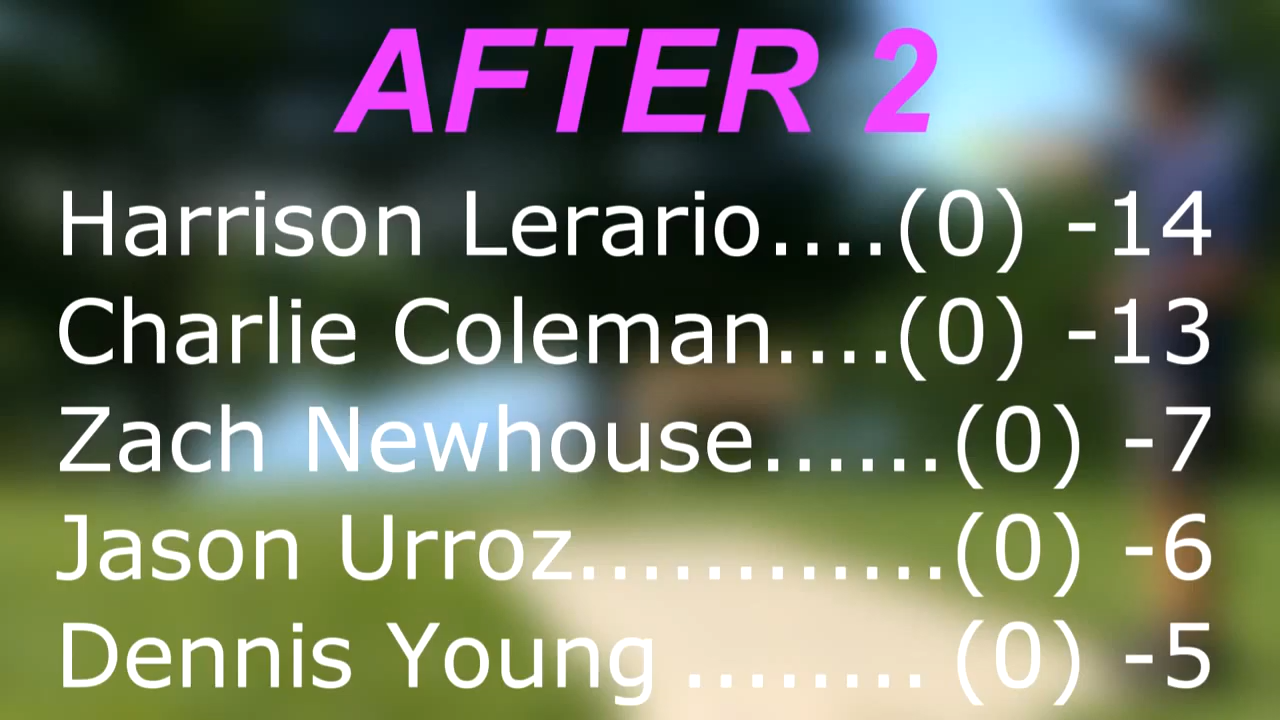 AFTER 2
Harrison Lerario....(0) -14
Charlie Coleman....(0) -13
Zach Newhouse......(0) -7
Jason Urroz.............(0) -6
Dennis Young ........ (0) -5